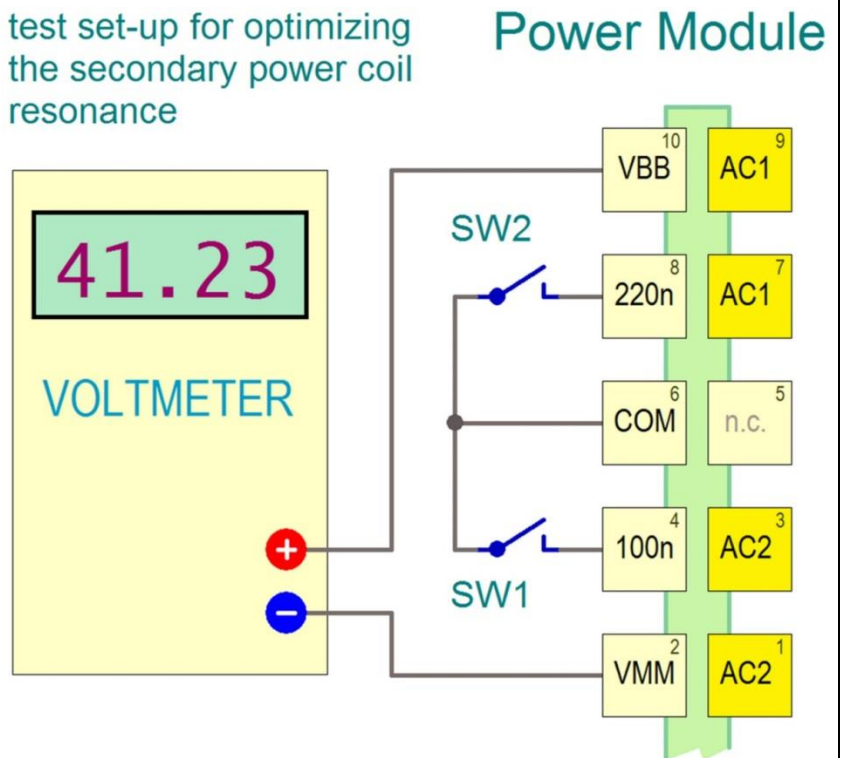 test set-up for optimizing
the secondary power coil
resonance
Power Module
41.23
VOLTMETER
+
−
SW2
SW1
10
VBB
9
AC1
8
220n
7
AC1
6
COM
5
n.c.
4
100n
3
AC2
2
VMM
1
AC2